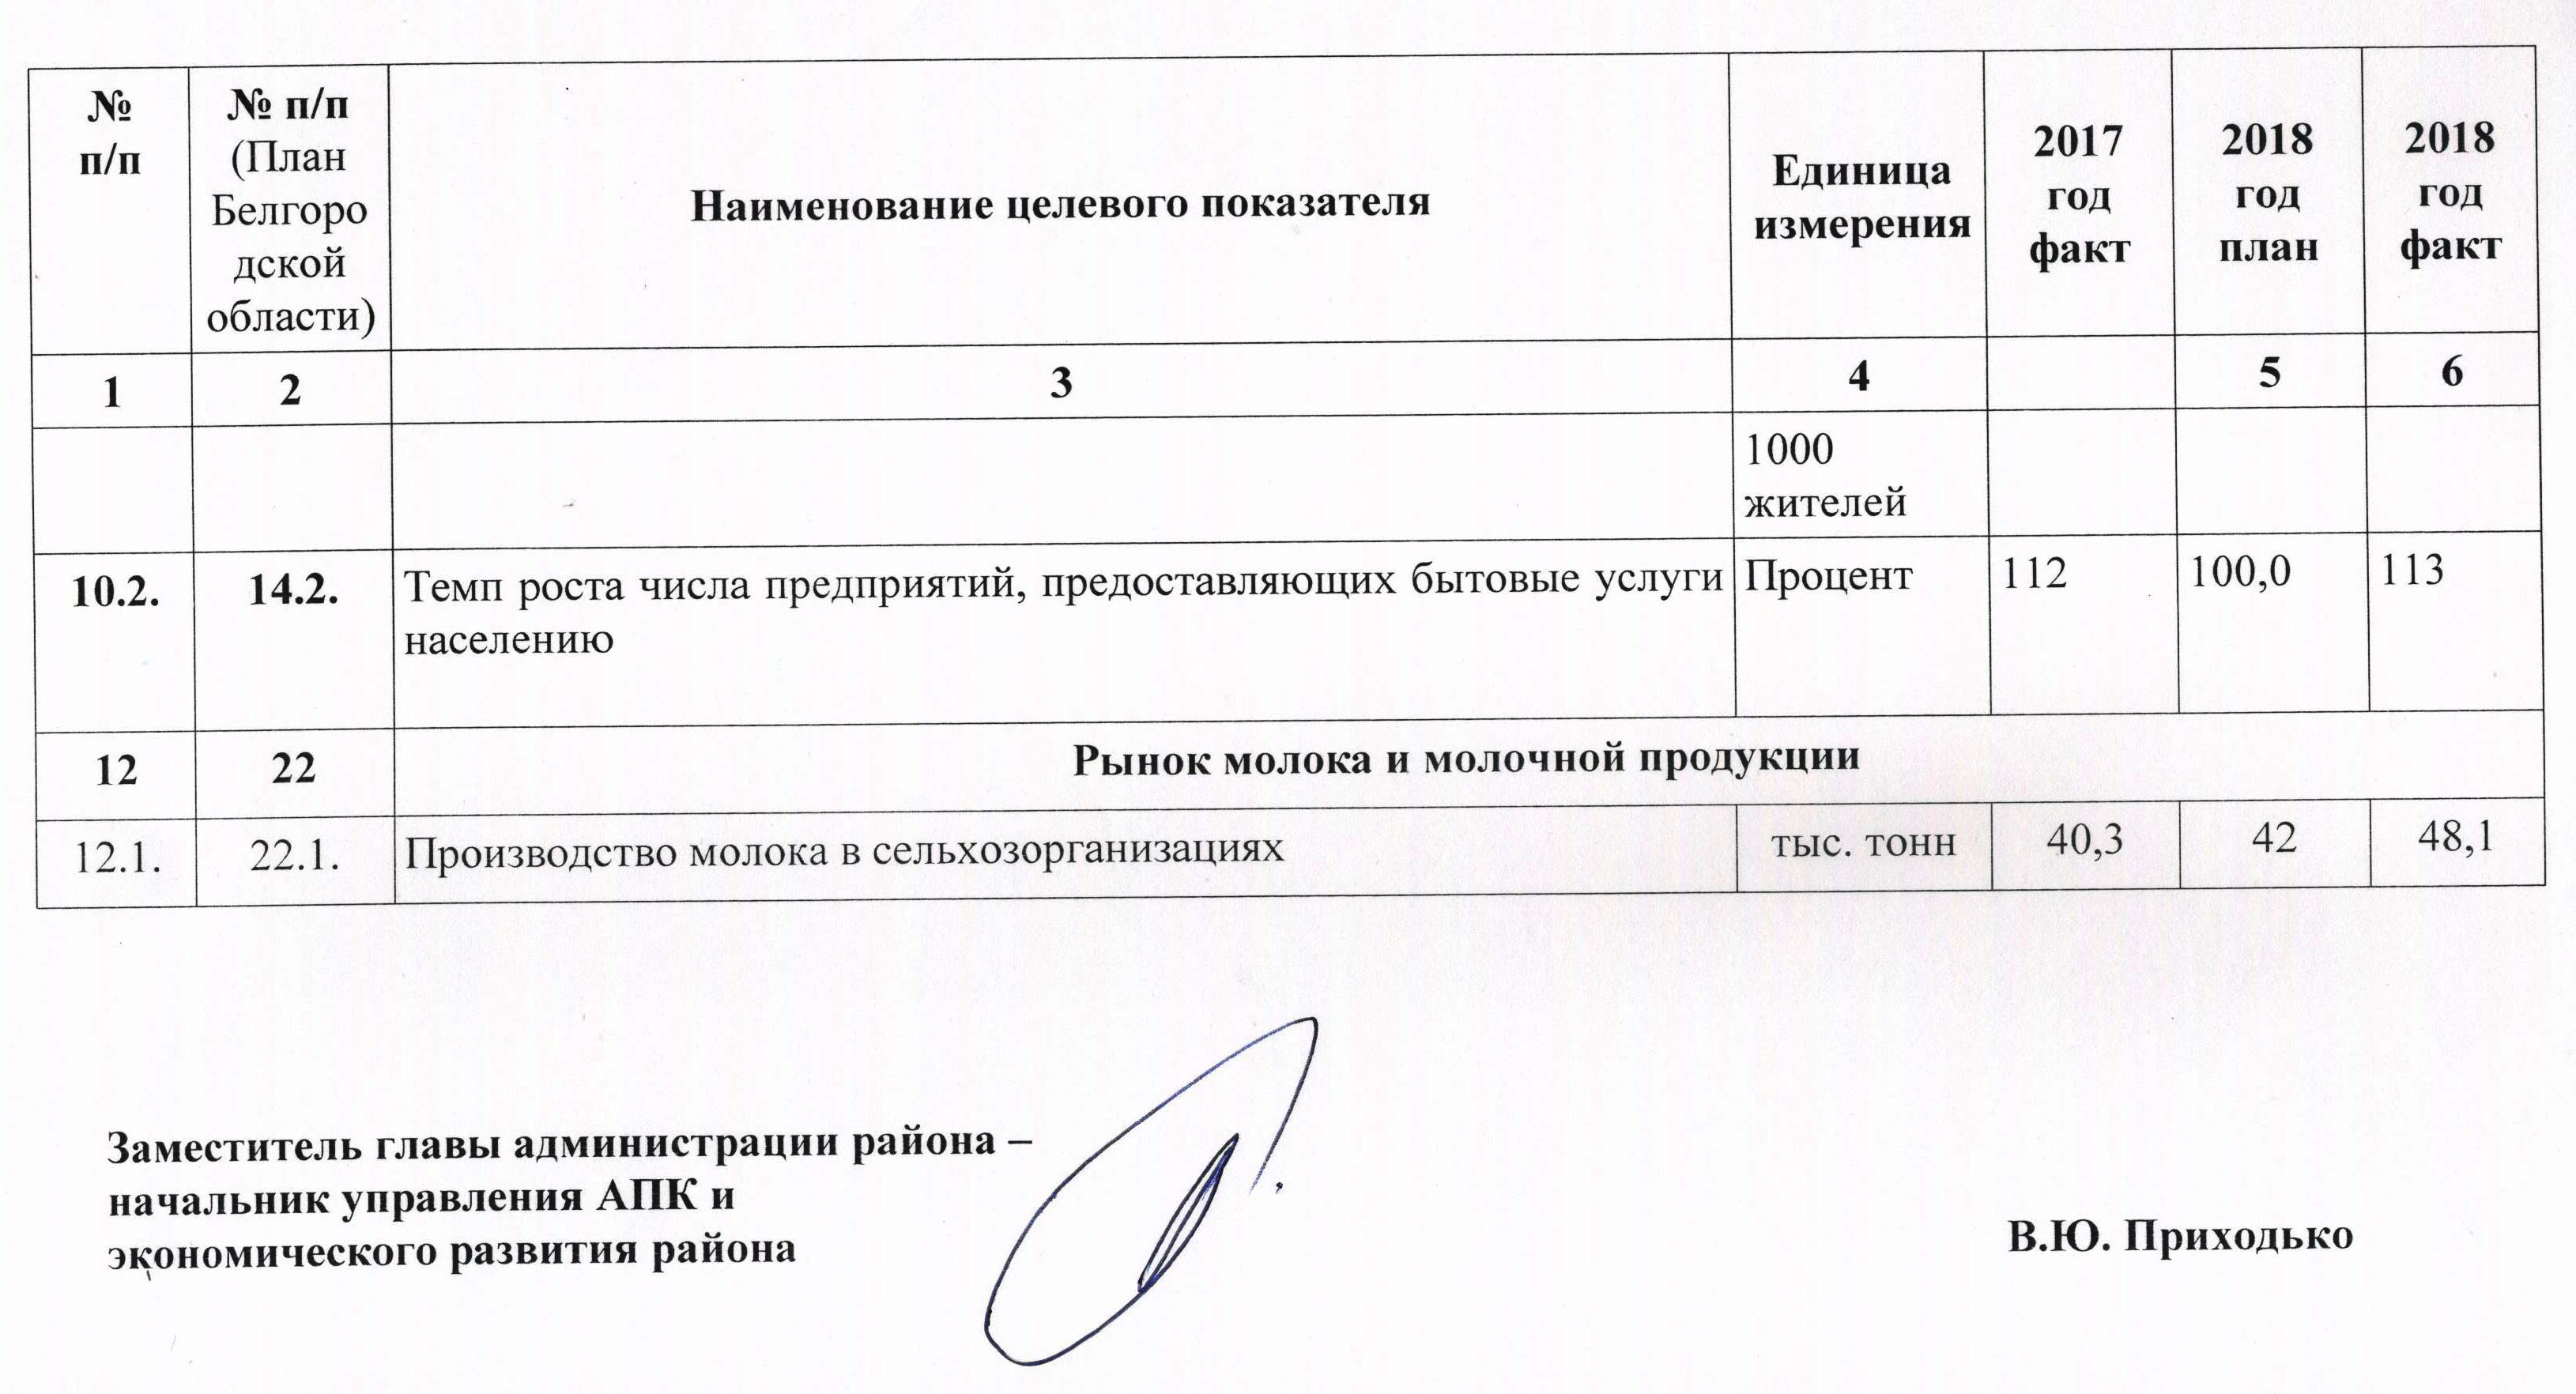 №
п/п
№ п/п
(План
Белгоро
дской
области)
Наименование целевого показателя
Единица
измерения
2017
год
факт
2018
год
план
2018
год
факт
1 2 3 4 5 6
1000
жителей
10.2. 14.2. Темп роста числа предприятий, предоставляющих бытовые услуги Процент 112 100,0 113
населению
12 22 Рынок молока и молочной продукции
12.1. 22.1. Производство молока в сельхозорганизациях тыс. тонн 40,3 42 48,1
Заместитель главы администрации района –
начальник управления АПК и
экономического развития района
В.Ю. Приходько